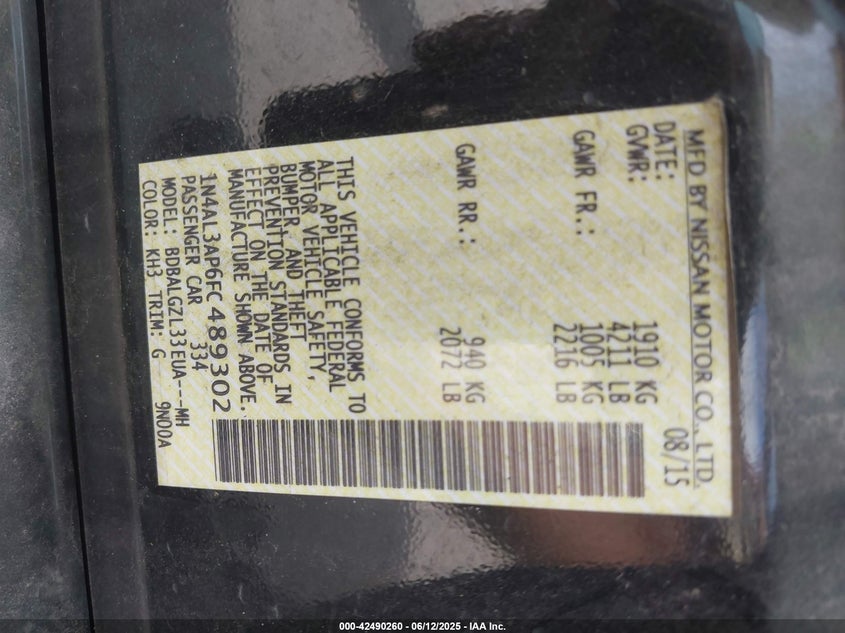 MFD BY NISSAN MOTOR CO., LTD.
DATE: 08/15
GVWR: 1910 KG
4211 LB
GAWR FR.: 1005 KG
2216 LB
GAWR RR.: 940 KG
2072 LB
THIS VEHICLE CONFORMS TO
ALL APPLICABLE FEDERAL
MOTOR VEHICLE SAFETY,
BUMPER, AND THEFT
PREVENTION STANDARDS IN
EFFECT ON THE DATE OF
MANUFACTURE SHOWN ABOVE.
1N4AL3AP6FC489302
PASSENGER CAR 334
MODEL: BDBALGZL33EUA---MH
COLOR: KH3 TRIM: G 9N00A
000-42490260 - 06/12/2025 - IAA Inc.